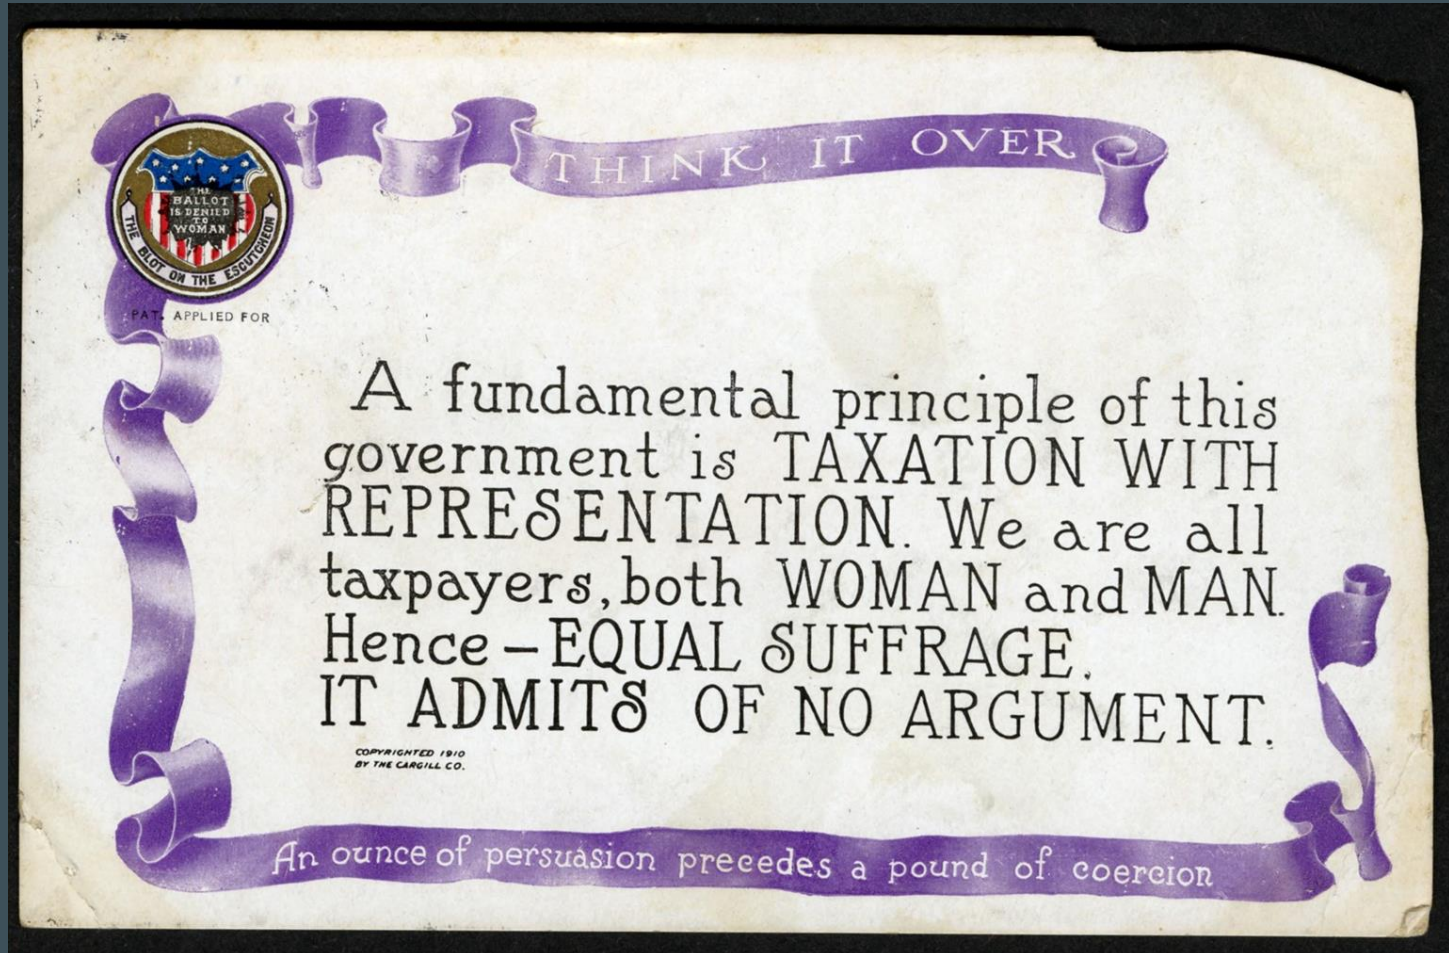 THINK IT OVER
THE
BALLOT
IS DENIED
TO
WOMAN
THE BLOT ON THE ESCUTCHEON
PAT. APPLIED FOR
A fundamental principle of this
government is TAXATION WITH
REPRESENTATION. We are all
taxpayers, both WOMAN and MAN.
Hence – EQUAL SUFFRAGE.
IT ADMITS OF NO ARGUMENT.
COPYRIGHTED 1910
BY THE CARGILL CO.
An ounce of persuasion precedes a pound of coercion